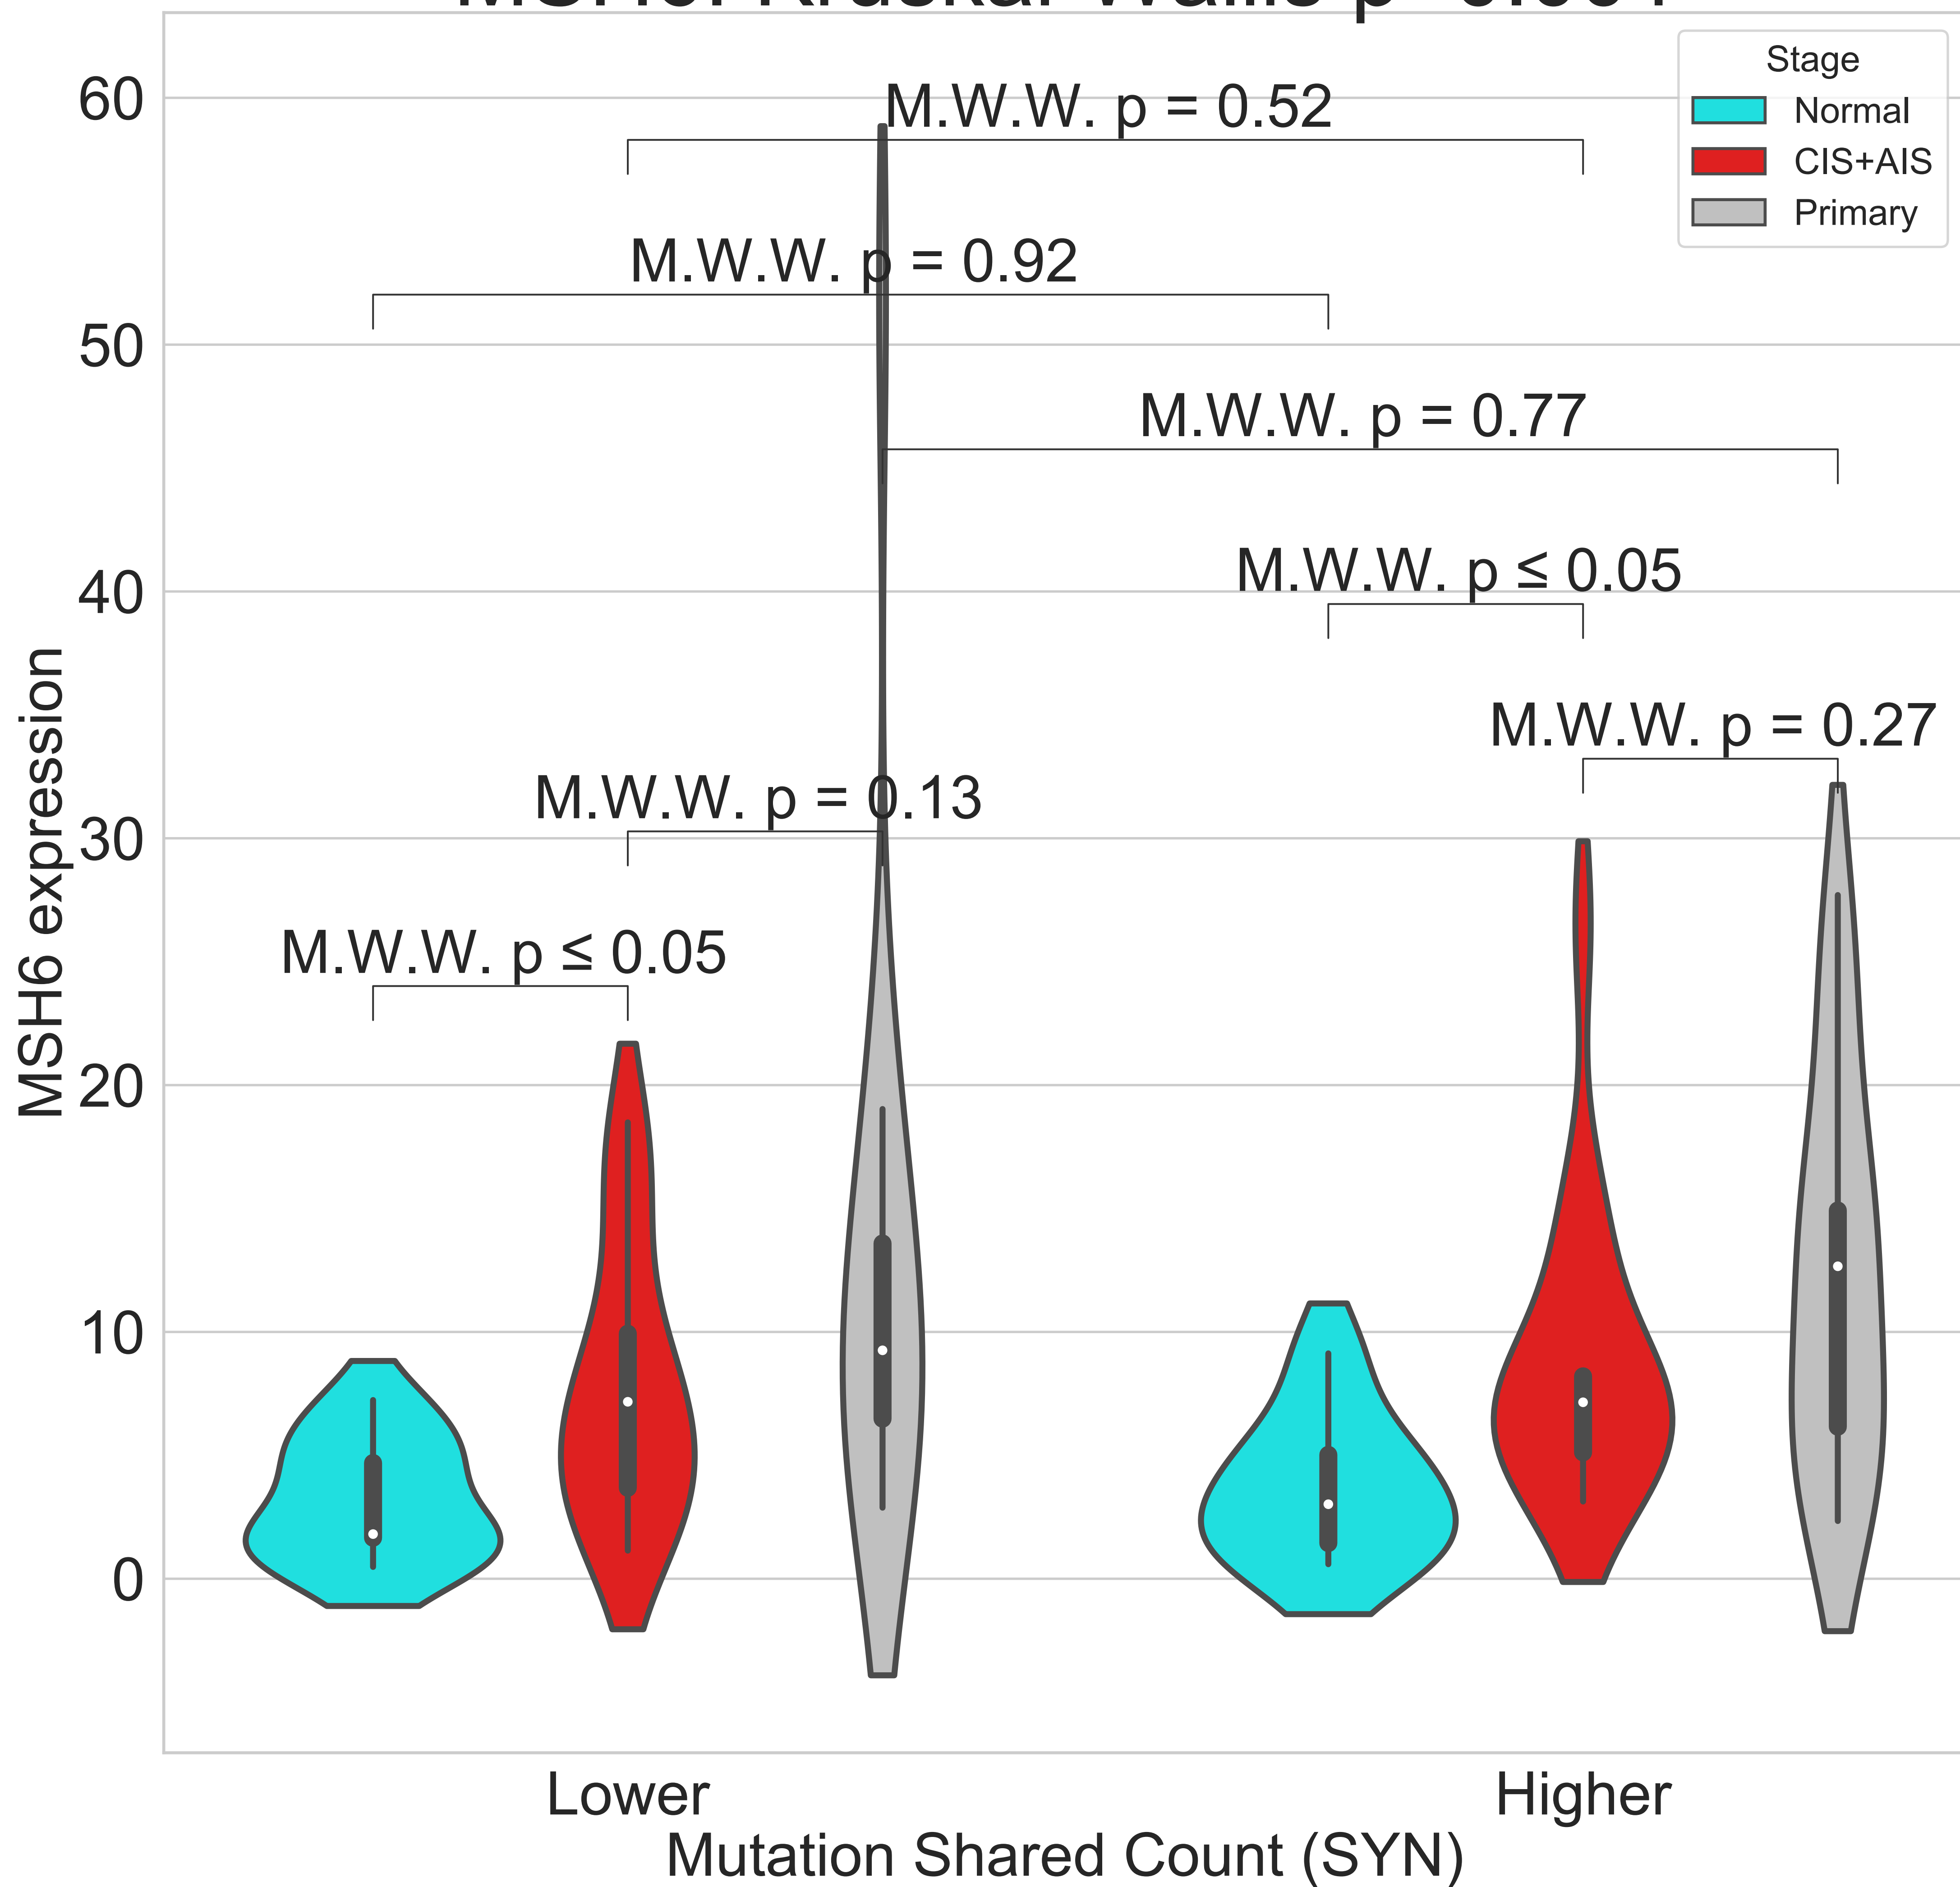 60
50
40
30
20
10
0
MSH6 expression
M.W.W. p = 0.52
M.W.W. p = 0.92
M.W.W. p = 0.77
M.W.W. p ≤ 0.05
M.W.W. p = 0.27
M.W.W. p = 0.13
M.W.W. p ≤ 0.05
Stage
Normal
CIS+AIS
Primary
Lower
Higher
Mutation Shared Count (SYN)